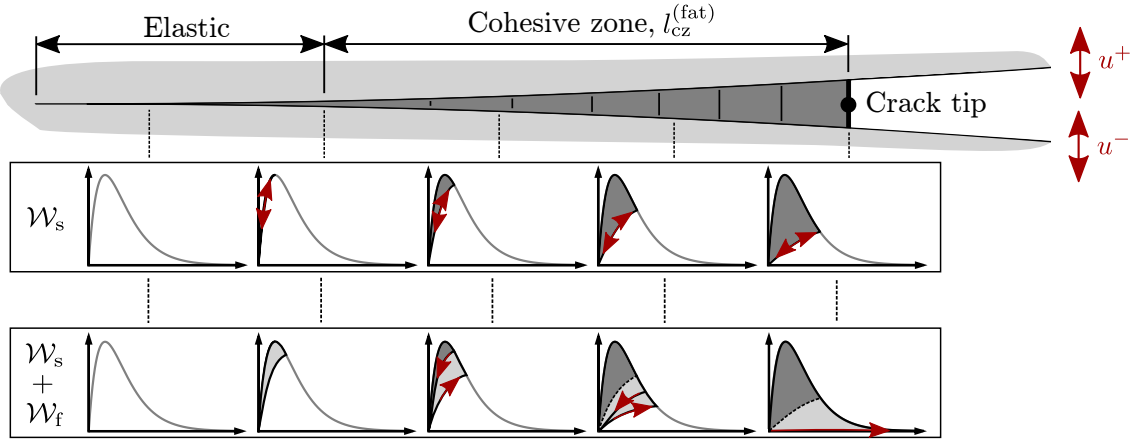 Elastic
Cohesive zone, $l_{\mathrm{cz}}^{(\mathrm{fat})}$
$u^+$
Crack tip
$u^-$
$\mathcal{W}_{\mathrm{s}}$
$\mathcal{W}_{\mathrm{s}}$
+
$\mathcal{W}_{\mathrm{f}}$